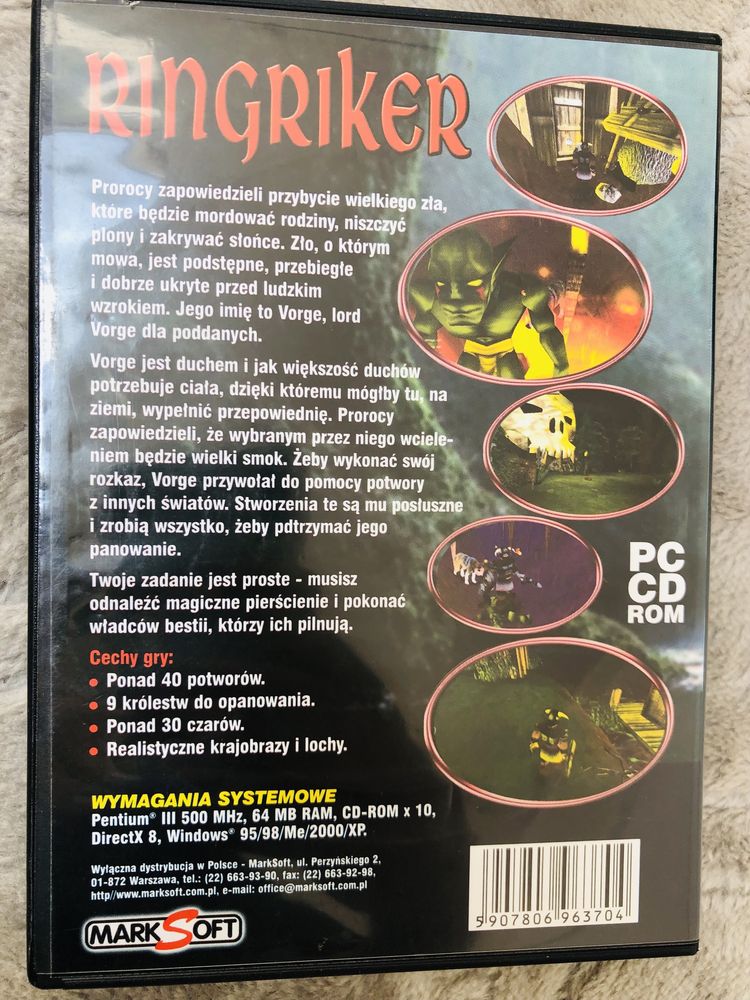 RINGRIKER
Prorocy zapowiedzieli przybycie wielkiego zła,
które będzie mordować rodziny, niszczyć
plony i zakrywać słońce. Zło, o którym
mowa, jest podstępne, przebiegłe
i dobrze ukryte przed ludzkim
wzrokiem. Jego imię to Vorge, lord
Vorge dla poddanych.
Vorge jest duchem i jak większość duchów
potrzebuje ciała, dzięki któremu mógłby tu, na
ziemi, wypełnić przepowiednię. Prorocy
zapowiedzieli, że wybranym przez niego wciele-
niem będzie wielki smok. Żeby wykonać swój
rozkaz, Vorge przywołał do pomocy potwory
z innych światów. Stworzenia te są mu posłuszne
i zrobią wszystko, żeby pdtrzymać jego
panowanie.
Twoje zadanie jest proste - musisz
odnaleźć magiczne pierścienie i pokonać
władców bestii, którzy ich pilnują.
Cechy gry:
• Ponad 40 potworów.
• 9 królestw do opanowania.
• Ponad 30 czarów.
• Realistyczne krajobrazy i lochy.
PC
CD
ROM
WYMAGANIA SYSTEMOWE
Pentium® III 500 MHz, 64 MB RAM, CD-ROM x 10,
DirectX 8, Windows® 95/98/Me/2000/XP.
Wyłączna dystrybucja w Polsce - MarkSoft, ul. Perzyńskiego 2,
01-872 Warszawa, tel.: (22) 663-93-90, fax: (22) 663-92-98,
http//www.marksoft.com.pl, e-mail: office@marksoft.com.pl
MARKSOFT
5 907806 963704